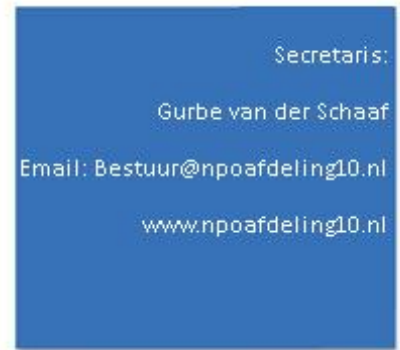 Secretaris:
Gurbe van der Schaaf
Email: Bestuur@npoafdeling10.nl
www.npoafdeling10.nl